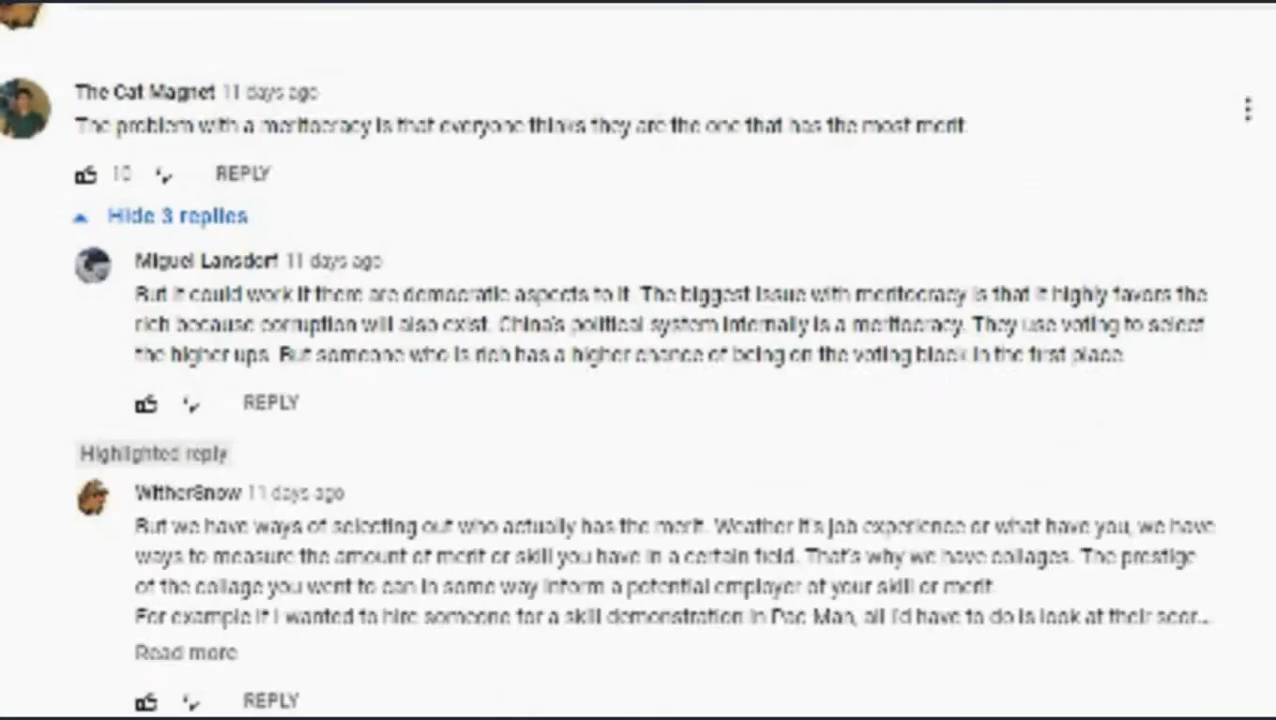 The Cat Magnet 11 days ago
The problem with a meritocracy is that everyone thinks they are the one that has the most merit.
10 REPLY
Hide 3 replies
Miguel Lansdorf 11 days ago
But it could work if there are democratic aspects to it. The biggest issue with meritocracy is that it highly favors the
rich because corruption will also exist. China's political system internally is a meritocracy. They use voting to select
the higher ups. But someone who is rich has a higher chance of being on the voting block in the first place.
REPLY
Highlighted reply
WitherSnow 11 days ago
But we have ways of selecting out who actually has the merit. Weather it's job experience or what have you, we have
ways to measure the amount of merit or skill you have in a certain field. That's why we have collages. The prestige
of the collage you went to can in some way inform a potential employer of your skill or merit.
For example if I wanted to hire someone for a skill demonstration in Pac Man, all I'd have to do is look at their scor...
Read more
REPLY